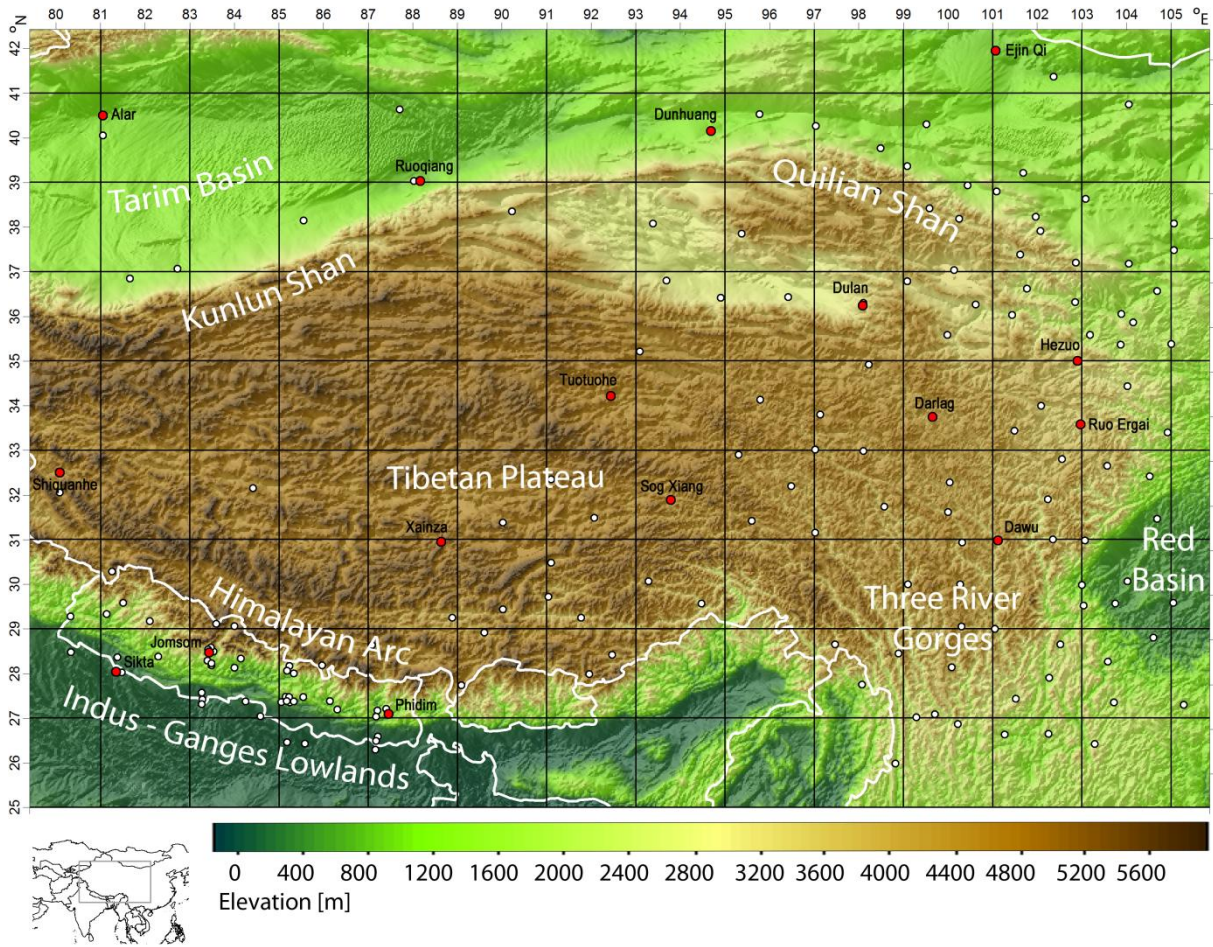 80 81 82 83 84 85 86 87 88 89 90 91 92 93 94 95 96 97 98 99 100 101 102 103 104 105 °E
N
42
41
40
39
38
37
36
35
34
33
32
31
30
29
28
27
26
25
Ejin Qi
Alar
Dunhuang
Ruoqiang
Tarim Basin
Quilian Shan
Kunlun Shan
Dulan
Hezuo
Tuotuohe
Darlag
Ruo Ergai
Shiquanhe
Tibetan Plateau
Sog Xiang
Xainza
Dawu
Red
Basin
Himalayan Arc
Three River
Gorges
Jomsom
Sikta
Phidim
Indus - Ganges Lowlands
0 400 800 1200 1600 2000 2400 2800 3200 3600 4000 4400 4800 5200 5600
Elevation [m]